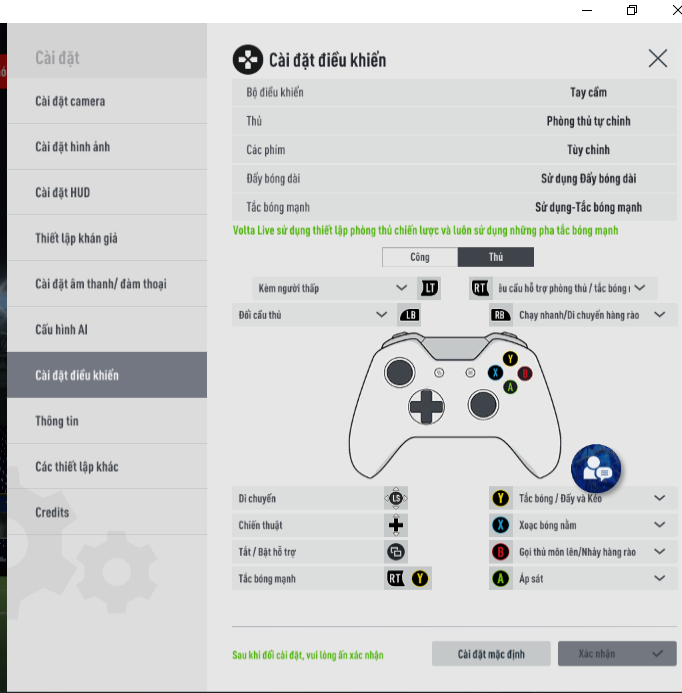 Cài đặt
Cài đặt camera
Cài đặt hình ảnh
Cài đặt HUD
Thiết lập khán giả
Cài đặt âm thanh/ đàm thoại
Cấu hình AI
Cài đặt điều khiển
Thông tin
Các thiết lập khác
Credits
Cài đặt điều khiển
Bộ điều khiển Tay cầm
Thủ Phòng thủ tự chỉnh
Các phím Tùy chỉnh
Đẩy bóng dài Sử dụng Đẩy bóng dài
Tắc bóng mạnh Sử dụng-Tắc bóng mạnh
Volta Live sử dụng thiết lập phòng thủ chiến lược và luôn sử dụng những pha tắc bóng mạnh
Công Thủ
Kèm người thấp LT RT êu cầu hỗ trợ phòng thủ / tắc bóng
Đổi cầu thủ LB RB Chạy nhanh/Di chuyển hàng rào
Y
X B
A
Di chuyển LS Y Tắc bóng / Đẩy và Kéo
Chiến thuật X Xoạc bóng nằm
Tắt / Bật hỗ trợ B Gọi thủ môn lên/Nhảy hàng rào
Tắc bóng mạnh RT Y A Áp sát
Sau khi đổi cài đặt, vui lòng ấn xác nhận Cài đặt mặc định Xác nhận